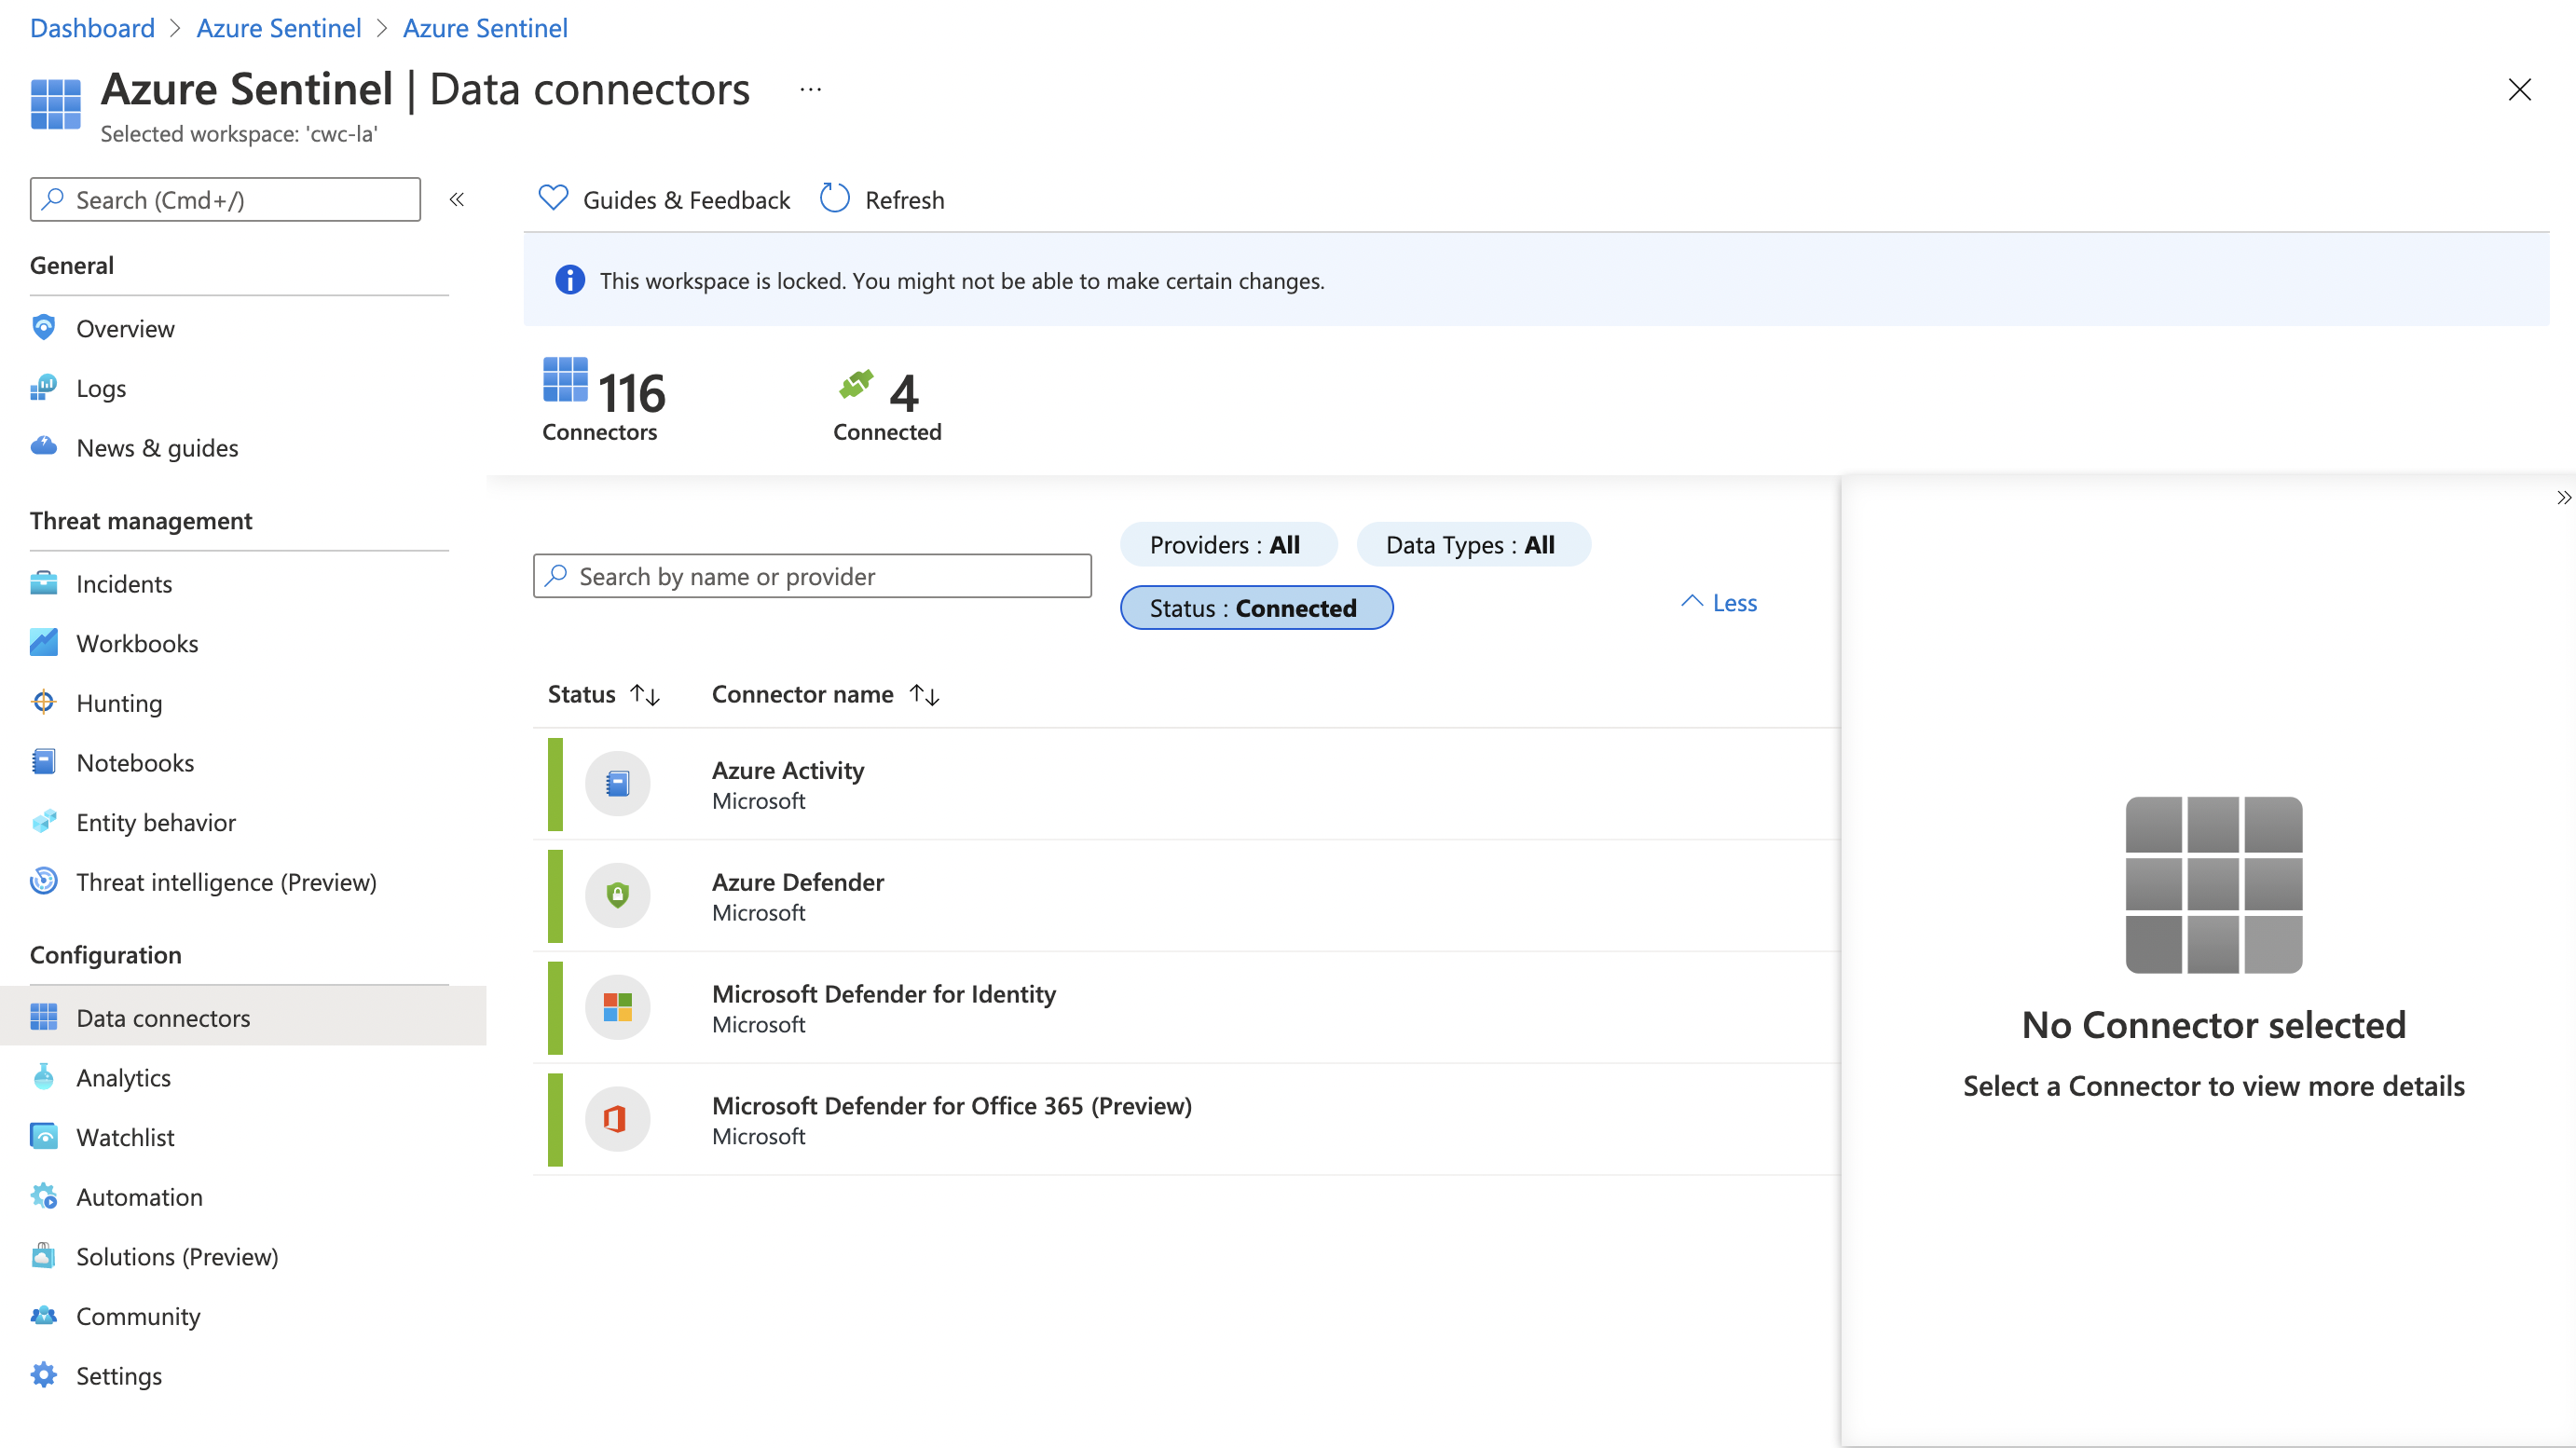 Dashboard > Azure Sentinel > Azure Sentinel
Azure Sentinel | Data connectors ...
Selected workspace: 'cwc-la'
Search (Cmd+/)
«
General
Overview
Logs
News & guides
Threat management
Incidents
Workbooks
Hunting
Notebooks
Entity behavior
Threat intelligence (Preview)
Configuration
Data connectors
Analytics
Watchlist
Automation
Solutions (Preview)
Community
Settings
Guides & Feedback Refresh
This workspace is locked. You might not be able to make certain changes.
116 4
Connectors Connected
Search by name or provider
Providers : All Data Types : All
Status : Connected
Less
Status ↑↓ Connector name ↑↓
Azure Activity
Microsoft
Azure Defender
Microsoft
Microsoft Defender for Identity
Microsoft
Microsoft Defender for Office 365 (Preview)
Microsoft
»
No Connector selected
Select a Connector to view more details